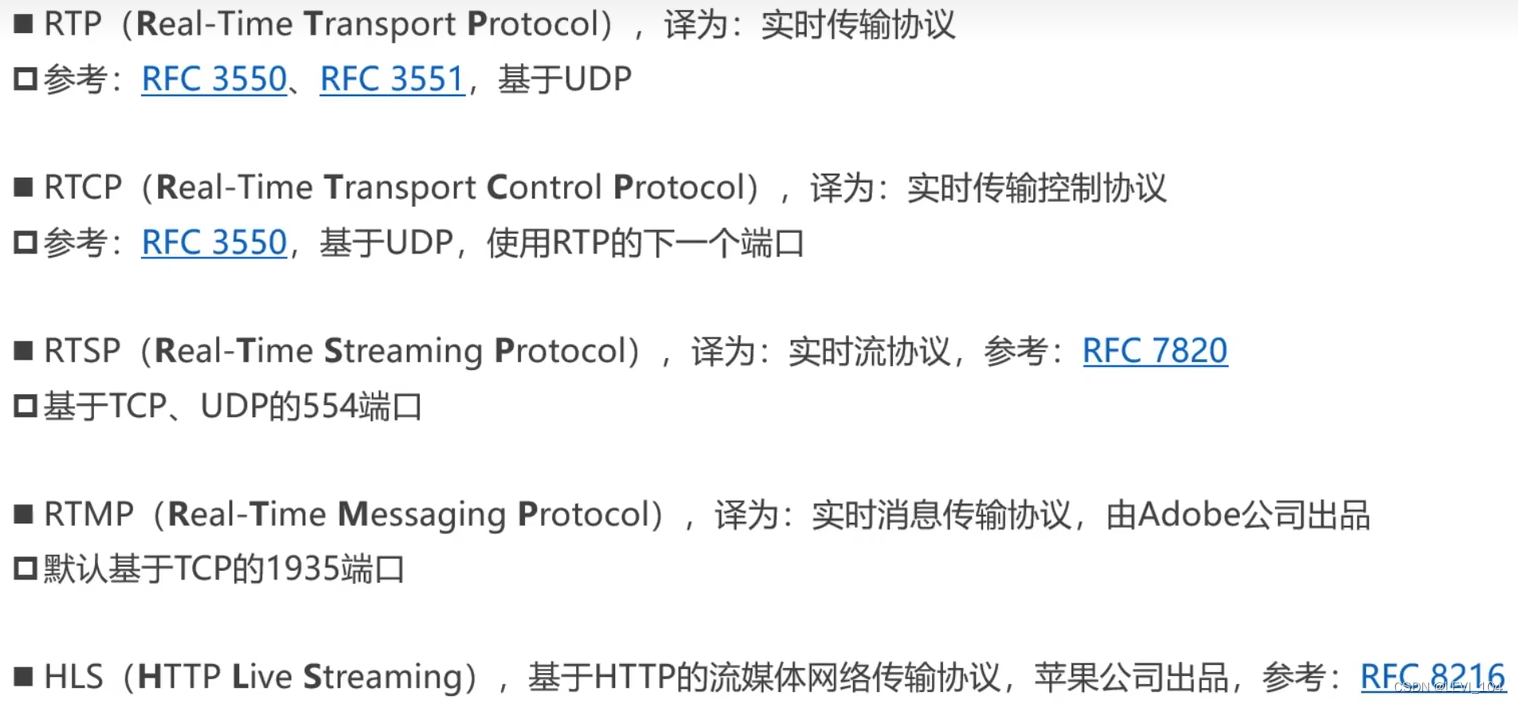 ■ RTP（Real-Time Transport Protocol），译为：实时传输协议
□ 参考：RFC 3550、RFC 3551，基于UDP
■ RTCP（Real-Time Transport Control Protocol），译为：实时传输控制协议
□ 参考：RFC 3550，基于UDP，使用RTP的下一个端口
■ RTSP（Real-Time Streaming Protocol），译为：实时流协议，参考：RFC 7820
□ 基于TCP、UDP的554端口
■ RTMP（Real-Time Messaging Protocol），译为：实时消息传输协议，由Adobe公司出品
□ 默认基于TCP的1935端口
■ HLS（HTTP Live Streaming），基于HTTP的流媒体网络传输协议，苹果公司出品，参考：RFC 8216
CSDN